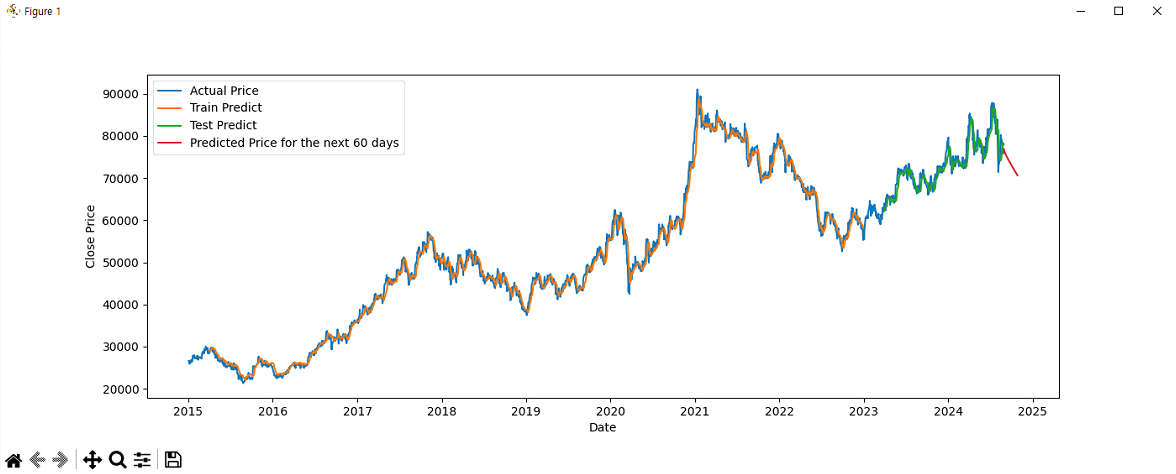 Figure 1
Actual Price
Train Predict
Test Predict
Predicted Price for the next 60 days
90000
80000
70000
60000
50000
40000
30000
20000
Close Price
2015 2016 2017 2018 2019 2020 2021 2022 2023 2024 2025
Date